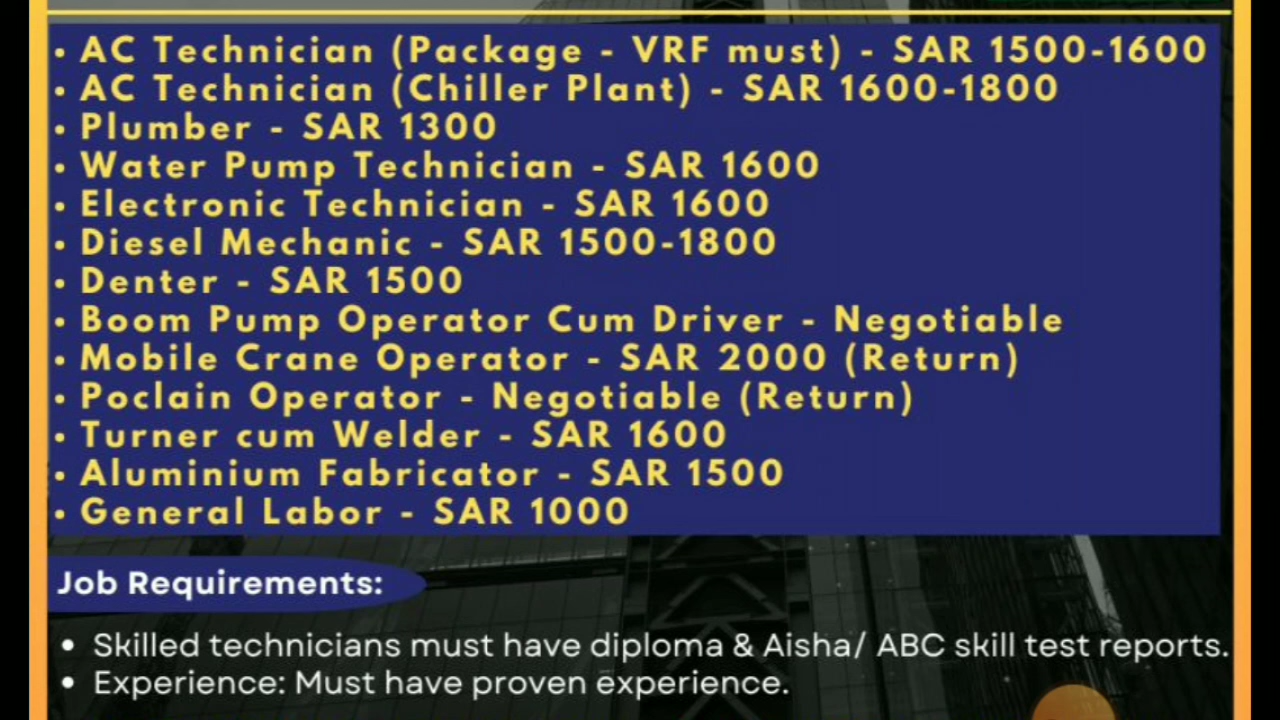 • AC Technician (Package - VRF must) - SAR 1500-1600
• AC Technician (Chiller Plant) - SAR 1600-1800
• Plumber - SAR 1300
• Water Pump Technician - SAR 1600
• Electronic Technician - SAR 1600
• Diesel Mechanic - SAR 1500-1800
• Denter - SAR 1500
• Boom Pump Operator Cum Driver - Negotiable
• Mobile Crane Operator - SAR 2000 (Return)
• Poclain Operator - Negotiable (Return)
• Turner cum Welder - SAR 1600
• Aluminium Fabricator - SAR 1500
• General Labor - SAR 1000
Job Requirements:
• Skilled technicians must have diploma & Aisha/ ABC skill test reports.
• Experience: Must have proven experience.